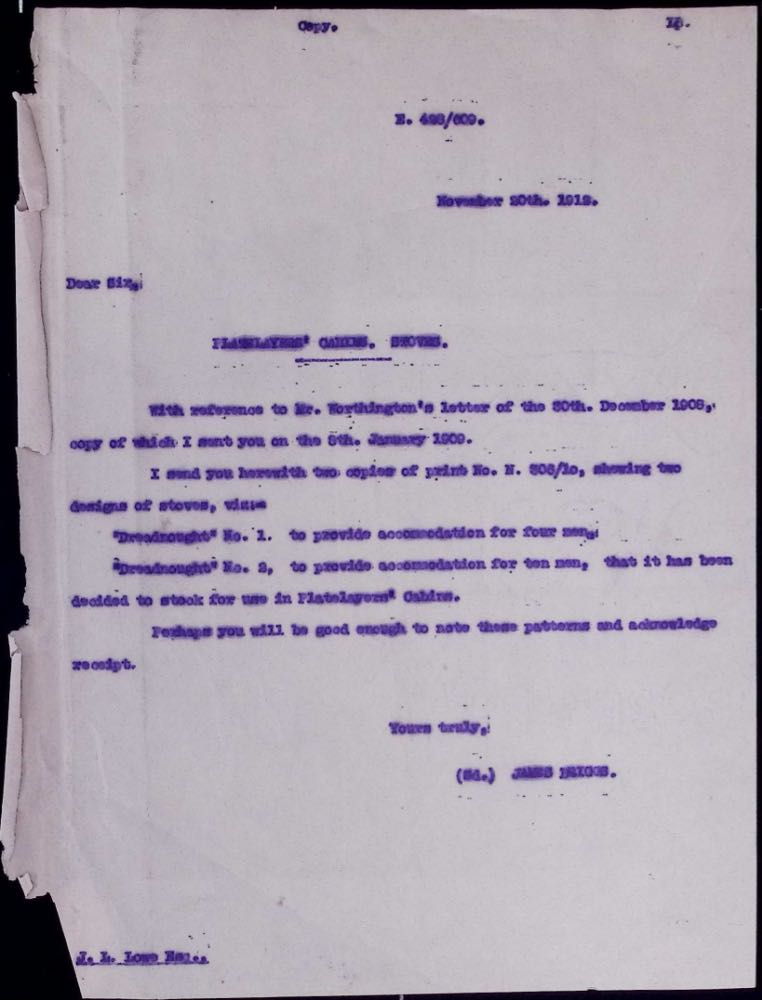 Copy.
E. 498/609.
November 20th. 1912.
Dear Sir,
PLATELAYERS' CABINS. STOVES.
With reference to Mr. Worthington's letter of the 30th. December 1908,
copy of which I sent you on the 8th. January 1909.
I send you herewith two copies of print No. N. 808/10, showing two
designs of stoves, viz:-
"Dreadnought" No. 1. to provide accommodation for four men,
"Dreadnought" No. 2, to provide accommodation for ten men, that it has been
decided to stock for use in Platelayers' Cabins.
Perhaps you will be good enough to note these patterns and acknowledge
receipt.
Yours truly,
(Sd.) JAMES BRIGGS.
J. L. Lowe Esq.,